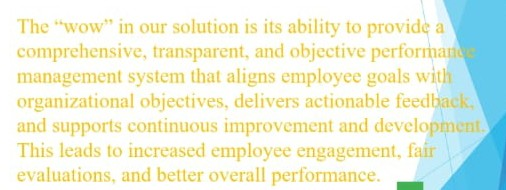 The “wow” in our solution is its ability to provide a
comprehensive, transparent, and objective performance
management system that aligns employee goals with
organizational objectives, delivers actionable feedback,
and supports continuous improvement and development.
This leads to increased employee engagement, fair
evaluations, and better overall performance.